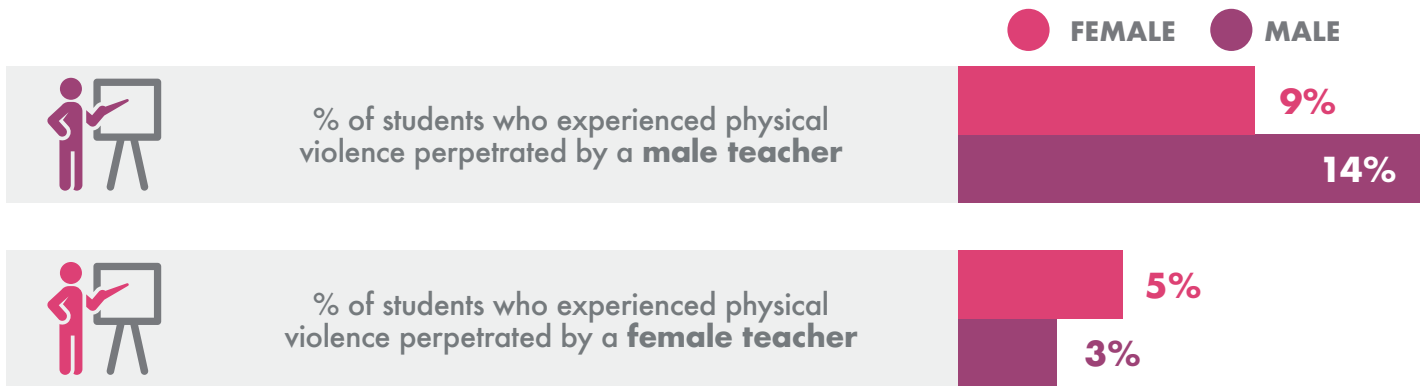 FEMALE MALE
% of students who experienced physical
violence perpetrated by a male teacher
9%
14%
% of students who experienced physical
violence perpetrated by a female teacher
5%
3%